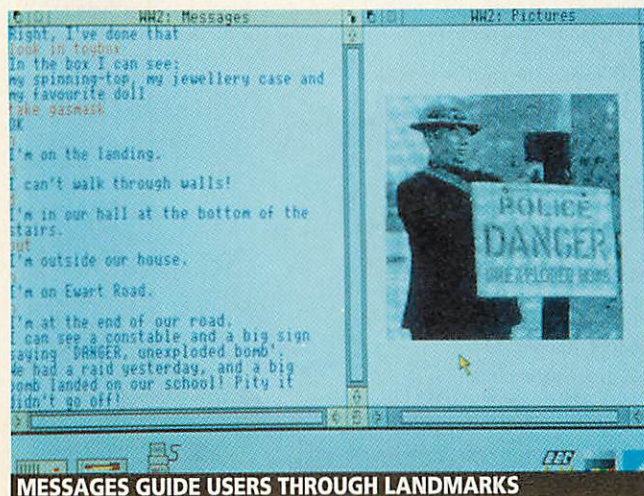 WW2: Messages
Right, I've done that
look in toybox
In the box I can see:
my spinning-top, my jewellery case and
my favourite doll
take gasmask
OK
I'm on the landing.
I can't walk through walls!
I'm in our hall at the bottom of the
stairs.
out
I'm outside our house.
I'm on Ewart Road.
I'm at the end of our road.
I can see a constable and a big sign
saying 'DANGER, unexploded bomb'.
We had a raid yesterday, and a big
bomb landed on our school! Pity it
didn't go off!
WW2: Pictures
POLICE
DANGER
UNEXPLODED BOMB
MESSAGES GUIDE USERS THROUGH LANDMARKS